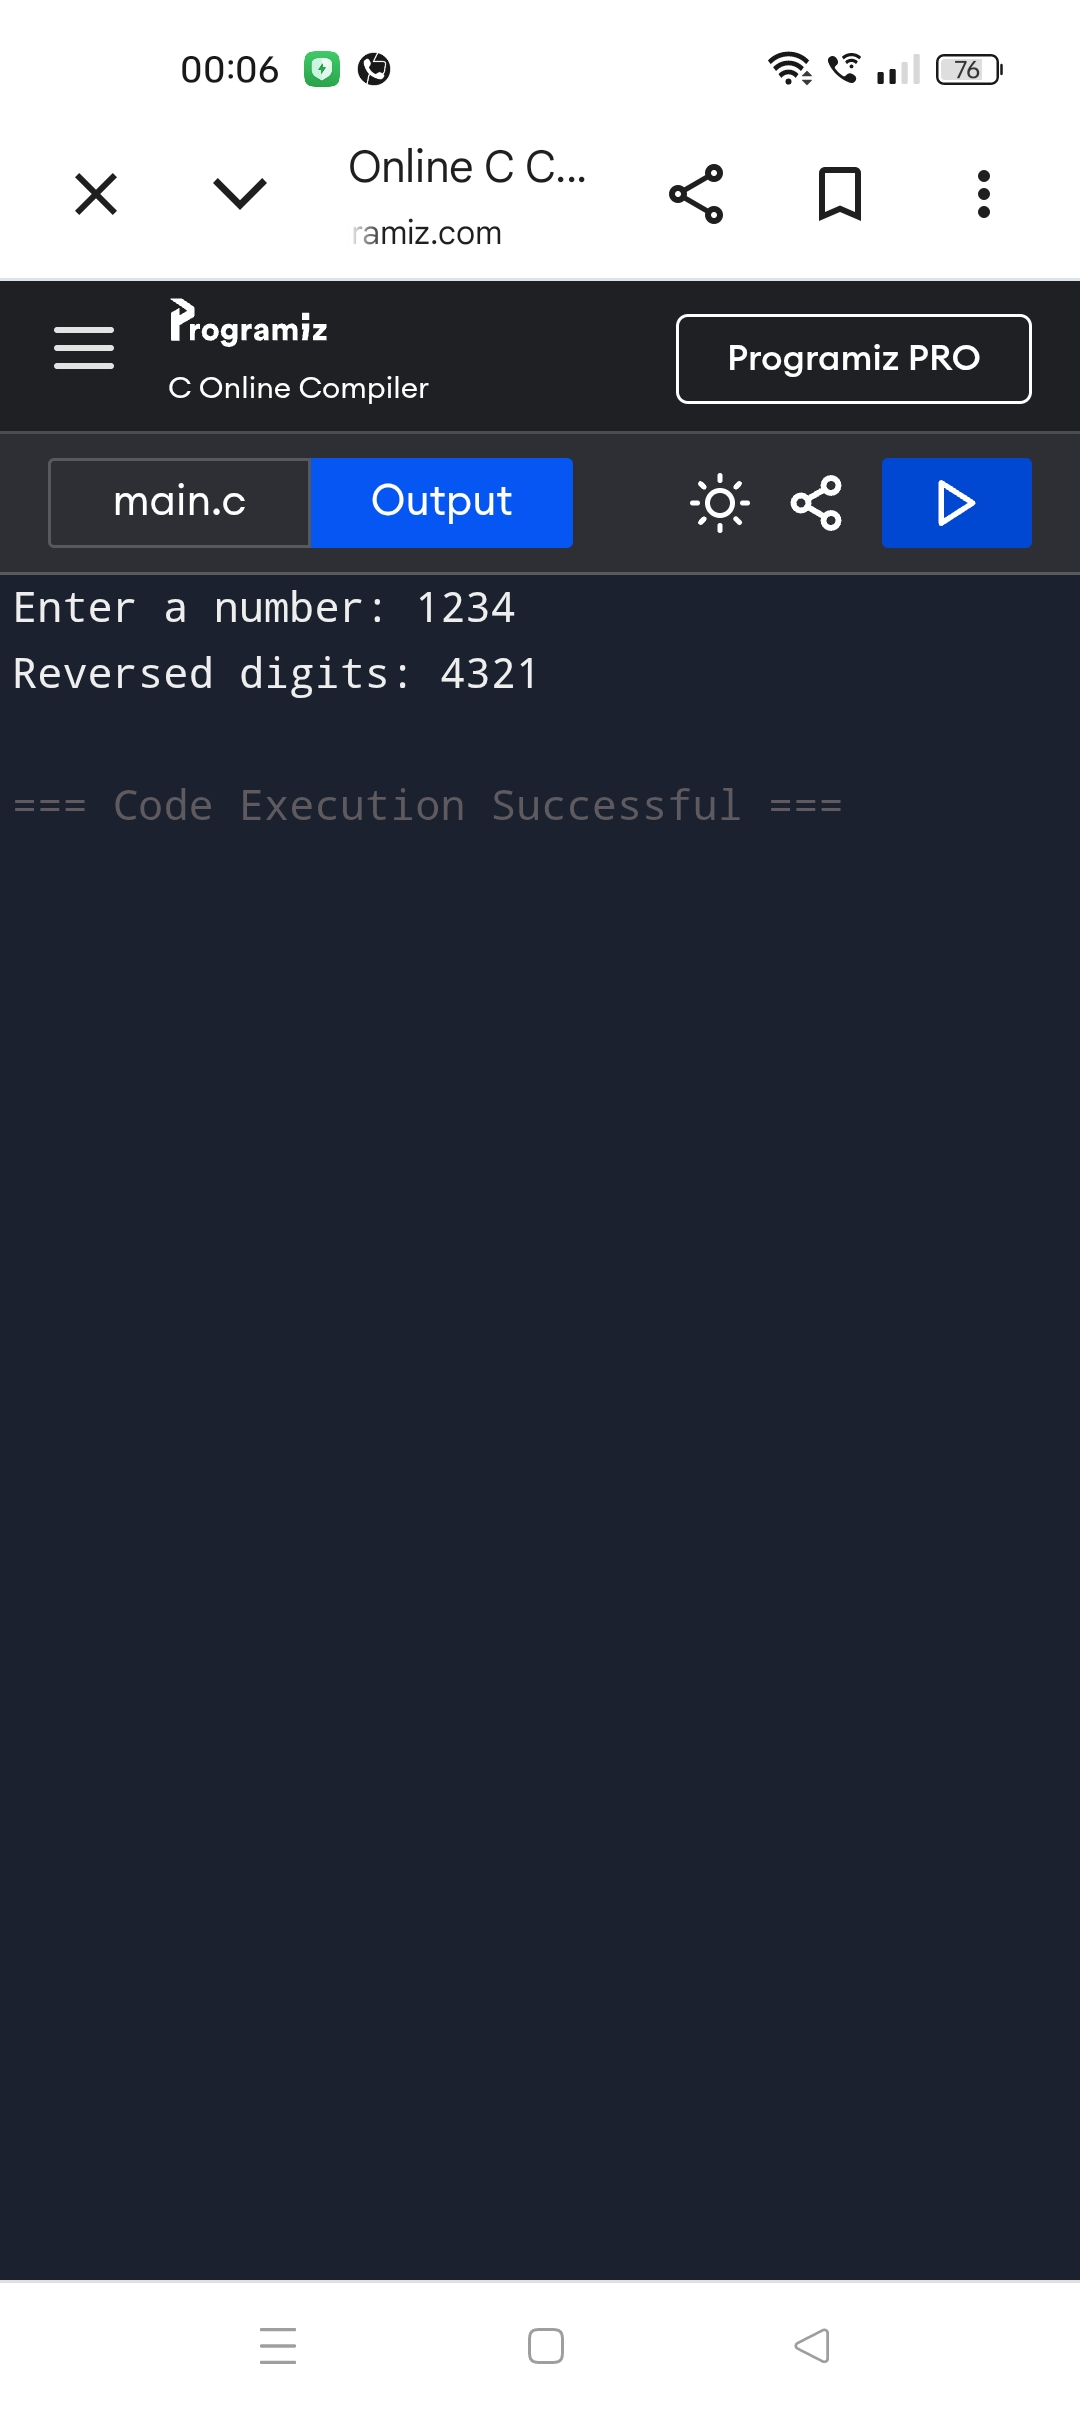 00:06
76
Online C C...
ramiz.com
Programiz
C Online Compiler
Programiz PRO
main.c
Output
Enter a number: 1234
Reversed digits: 4321
=== Code Execution Successful ===